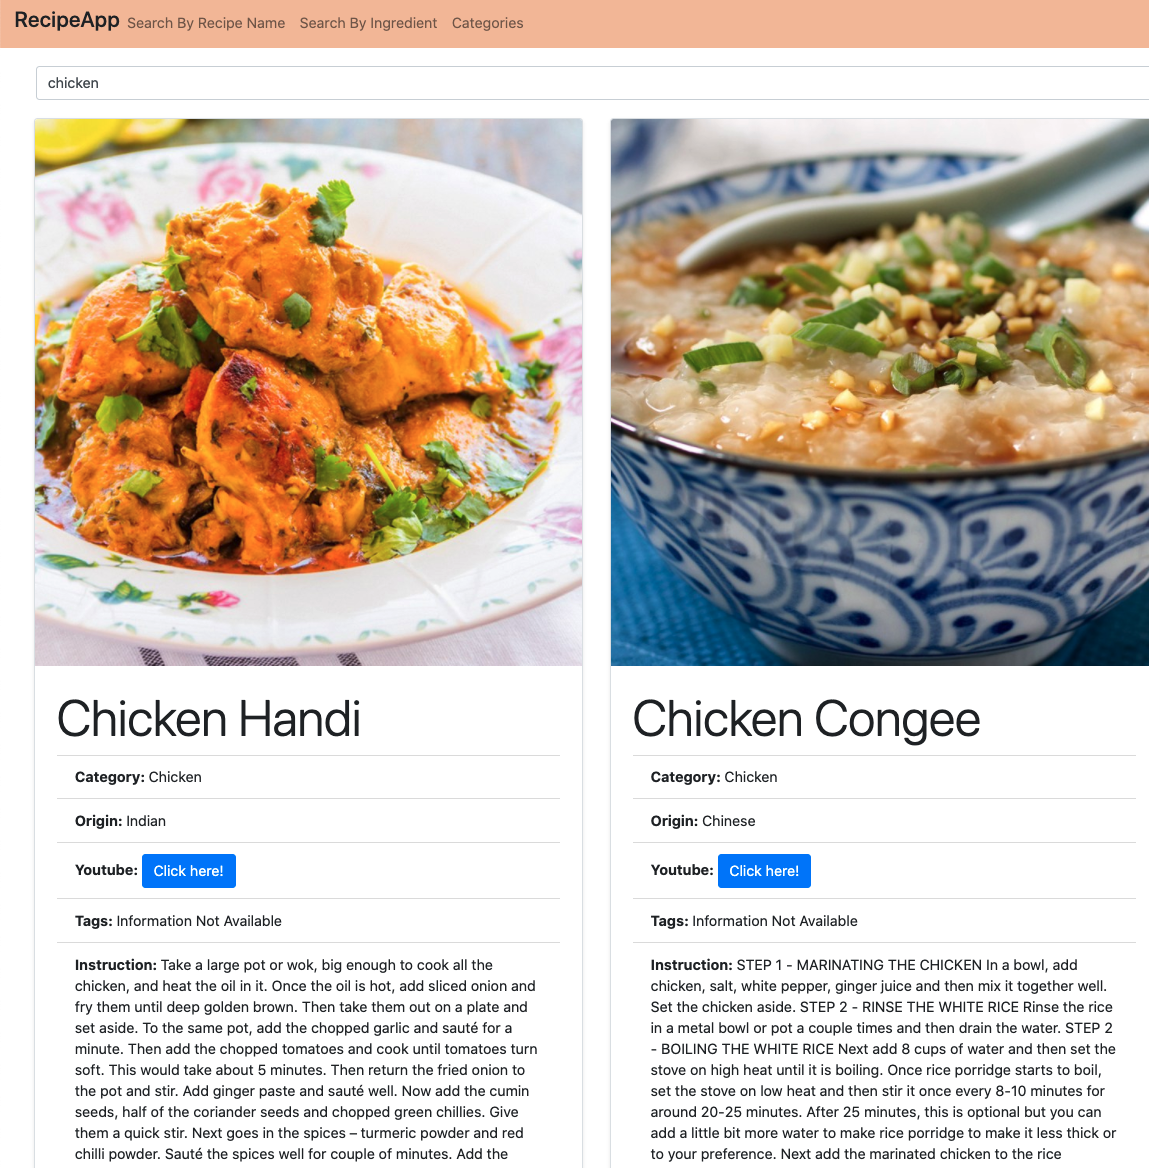 RecipeApp Search By Recipe Name Search By Ingredient Categories
chicken
Chicken Handi
Category: Chicken
Origin: Indian
Youtube: Click here!
Tags: Information Not Available
Instruction: Take a large pot or wok, big enough to cook all the
chicken, and heat the oil in it. Once the oil is hot, add sliced onion and
fry them until deep golden brown. Then take them out on a plate and
set aside. To the same pot, add the chopped garlic and sauté for a
minute. Then add the chopped tomatoes and cook until tomatoes turn
soft. This would take about 5 minutes. Then return the fried onion to
the pot and stir. Add ginger paste and sauté well. Now add the cumin
seeds, half of the coriander seeds and chopped green chillies. Give
them a quick stir. Next goes in the spices – turmeric powder and red
chilli powder. Sauté the spices well for couple of minutes. Add the
Chicken Congee
Category: Chicken
Origin: Chinese
Youtube: Click here!
Tags: Information Not Available
Instruction: STEP 1 - MARINATING THE CHICKEN In a bowl, add
chicken, salt, white pepper, ginger juice and then mix it together well.
Set the chicken aside. STEP 2 - RINSE THE WHITE RICE Rinse the rice
in a metal bowl or pot a couple times and then drain the water. STEP 2
- BOILING THE WHITE RICE Next add 8 cups of water and then set the
stove on high heat until it is boiling. Once rice porridge starts to boil,
set the stove on low heat and then stir it once every 8-10 minutes for
around 20-25 minutes. After 25 minutes, this is optional but you can
add a little bit more water to make rice porridge to make it less thick or
to your preference. Next add the marinated chicken to the rice